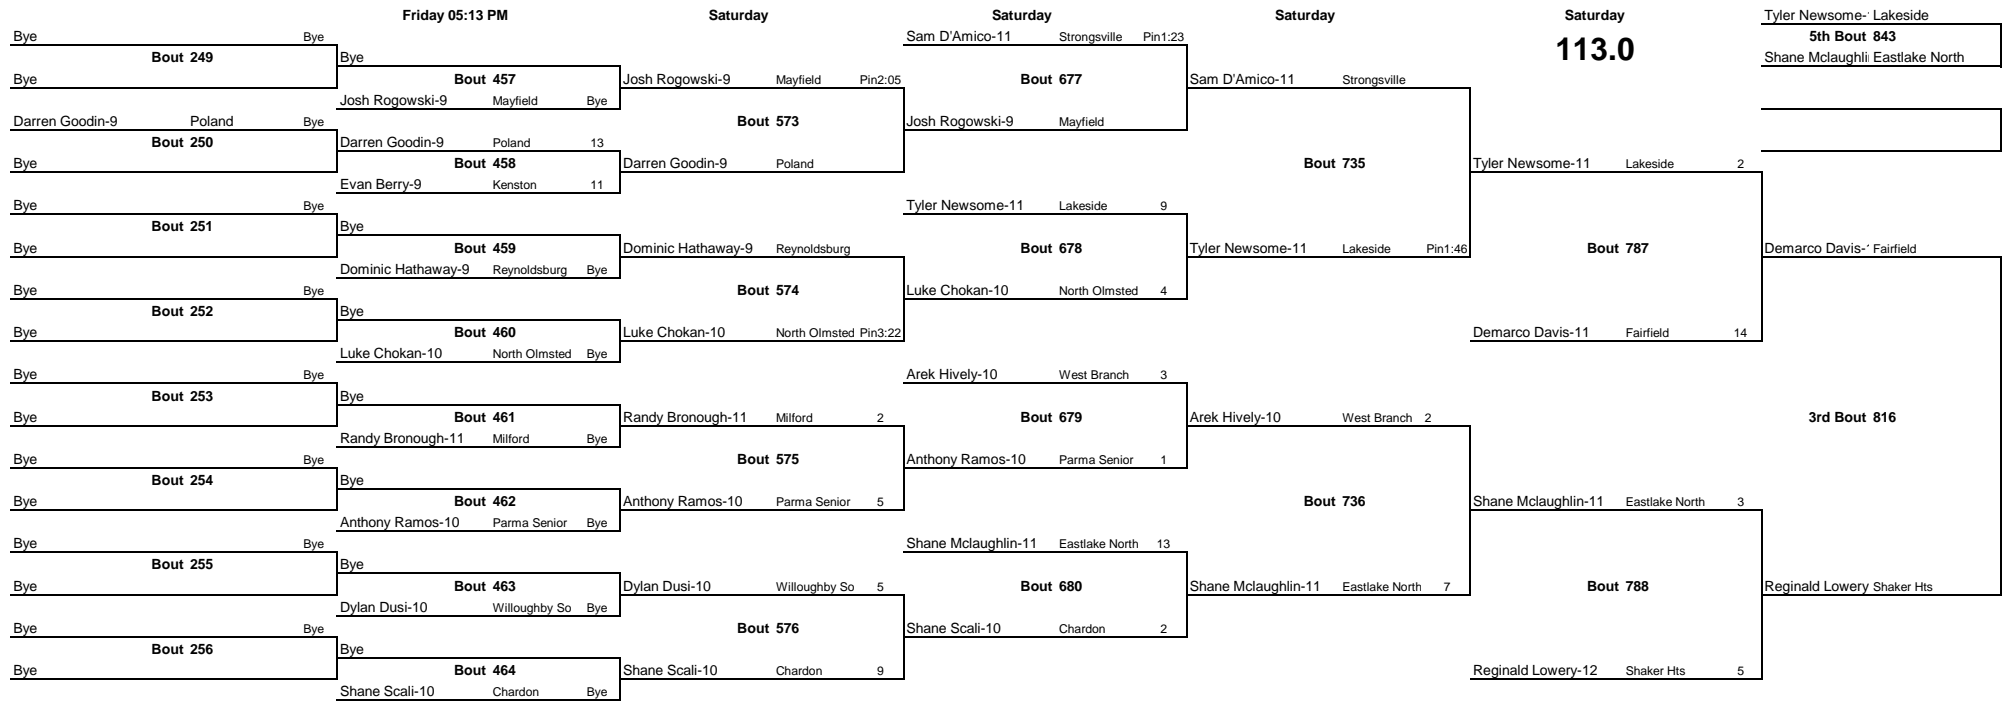 Friday 05:13 PM Saturday Saturday Saturday Saturday
113.0
Bye Bye
Bout 249
Bye
Darren Goodin-9 Poland Bye
Bout 250
Bye
Bye Bye
Bout 251
Bye
Bye Bye
Bout 252
Bye
Bye Bye
Bout 253
Bye
Bye Bye
Bout 254
Bye
Bye Bye
Bout 255
Bye
Bye Bye
Bout 256
Bye
Bye
Bout 457
Josh Rogowski-9 Mayfield Bye
Darren Goodin-9 Poland 13
Bout 458
Evan Berry-9 Kenston 11
Bye
Bout 459
Dominic Hathaway-9 Reynoldsburg Bye
Bye
Bout 460
Luke Chokan-10 North Olmsted Bye
Bye
Bout 461
Randy Bronough-11 Milford Bye
Bye
Bout 462
Anthony Ramos-10 Parma Senior Bye
Bye
Bout 463
Dylan Dusi-10 Willoughby So Bye
Bye
Bout 464
Shane Scali-10 Chardon Bye
Josh Rogowski-9 Mayfield Pin2:05
Bout 573
Darren Goodin-9 Poland
Dominic Hathaway-9 Reynoldsburg
Bout 574
Luke Chokan-10 North Olmsted Pin3:22
Randy Bronough-11 Milford 2
Bout 575
Anthony Ramos-10 Parma Senior 5
Dylan Dusi-10 Willoughby So 5
Bout 576
Shane Scali-10 Chardon 9
Sam D'Amico-11 Strongsville Pin1:23
Bout 677
Josh Rogowski-9 Mayfield
Tyler Newsome-11 Lakeside 9
Bout 678
Luke Chokan-10 North Olmsted 4
Arek Hively-10 West Branch 3
Bout 679
Anthony Ramos-10 Parma Senior 1
Shane Mclaughlin-11 Eastlake North 13
Bout 680
Shane Scali-10 Chardon 2
Sam D'Amico-11 Strongsville
Bout 735
Tyler Newsome-11 Lakeside Pin1:46
Arek Hively-10 West Branch 2
Bout 736
Shane Mclaughlin-11 Eastlake North 7
Tyler Newsome-11 Lakeside 2
Bout 787
Demarco Davis-11 Fairfield 14
Shane Mclaughlin-11 Eastlake North 3
Bout 788
Reginald Lowery-12 Shaker Hts 5
Tyler Newsome- Lakeside
5th Bout 843
Shane Mclaughli Eastlake North
Demarco Davis- Fairfield
3rd Bout 816
Reginald Lowery Shaker Hts